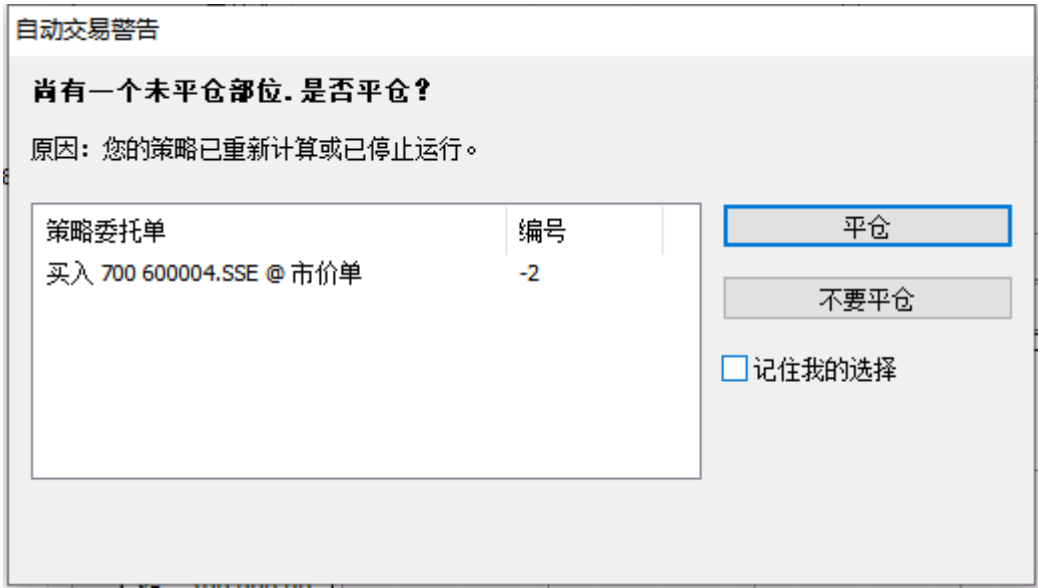 自动交易警告
尚有一个未平仓部位. 是否平仓?
原因: 您的策略已重新计算或已停止运行。
策略委托单 编号
买入 700 600004.SSE @ 市价单 -2
平仓
不要平仓
记住我的选择